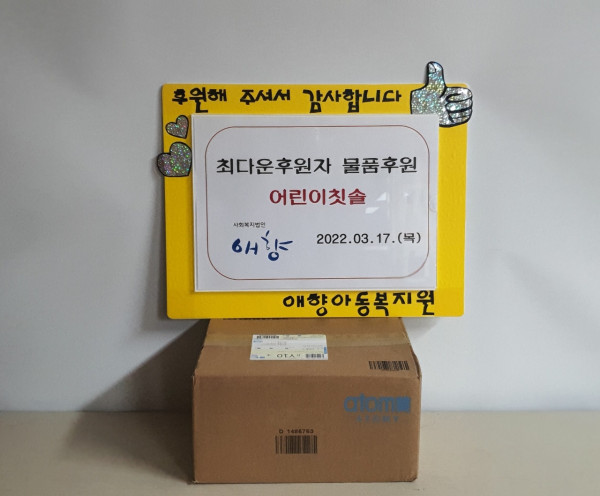 후원해 주셔서 감사합니다
최다운후원자 물품후원
어린이칫솔
사회복지법인
애향
2022.03.17.(목)
애향아동복지원
atom
D 1486763